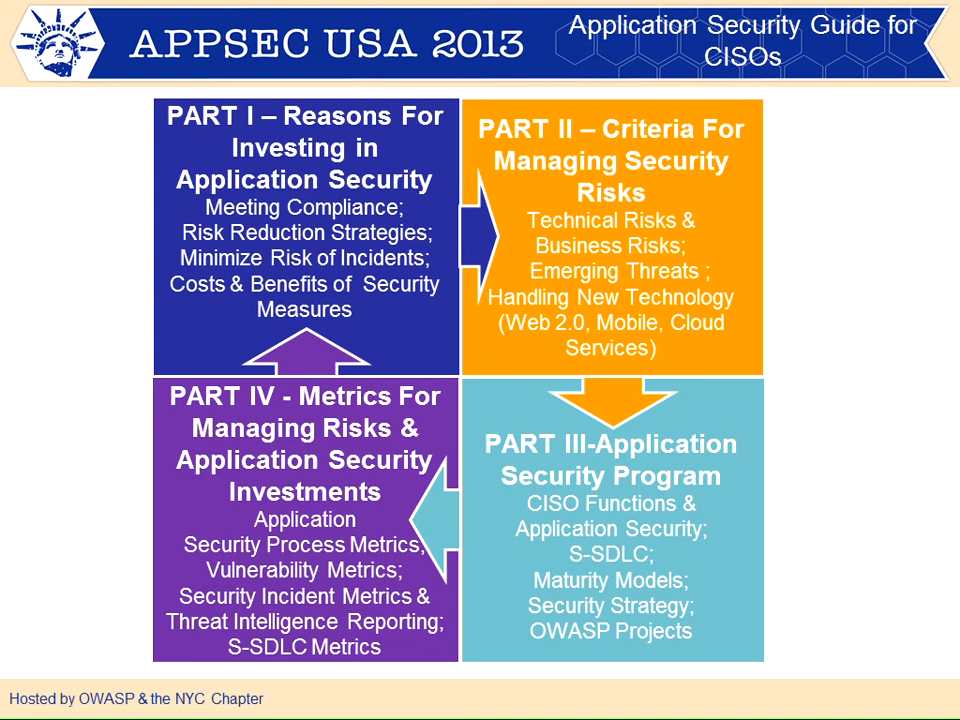 APPSEC USA 2013
Application Security Guide for
CISOs
PART I – Reasons For
Investing in
Application Security
Meeting Compliance;
Risk Reduction Strategies;
Minimize Risk of Incidents;
Costs & Benefits of Security
Measures
PART II – Criteria For
Managing Security
Risks
Technical Risks &
Business Risks;
Emerging Threats ;
Handling New Technology
(Web 2.0, Mobile, Cloud
Services)
PART III-Application
Security Program
CISO Functions &
Application Security;
S-SDLC;
Maturity Models;
Security Strategy;
OWASP Projects
PART IV - Metrics For
Managing Risks &
Application Security
Investments
Application
Security Process Metrics;
Vulnerability Metrics;
Security Incident Metrics &
Threat Intelligence Reporting;
S-SDLC Metrics
Hosted by OWASP & the NYC Chapter